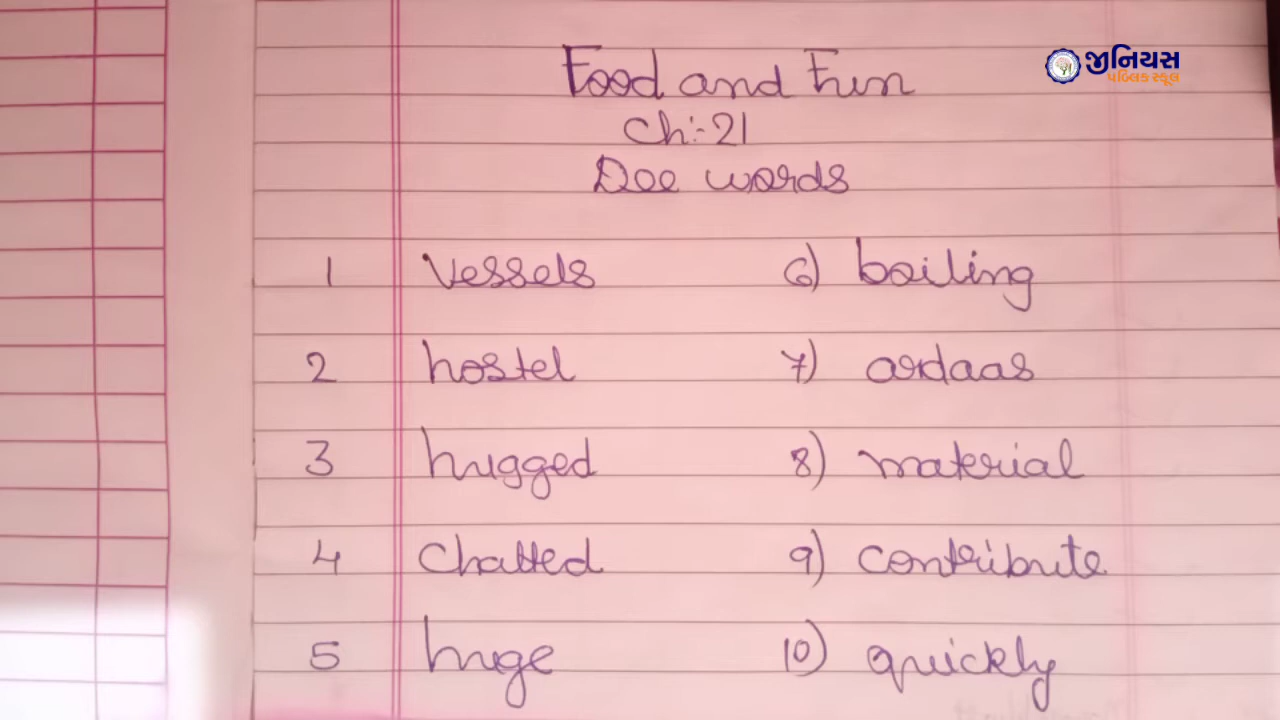 Food and Fun
જીનિયસ
પબ્લિક સ્કૂલ
Ch:-21
Dee words
1 vessels 6) boiling
2 hostel 7) ardaas
3 hugged 8) material
4 Chatted 9) contribute
5 huge 10) quickly